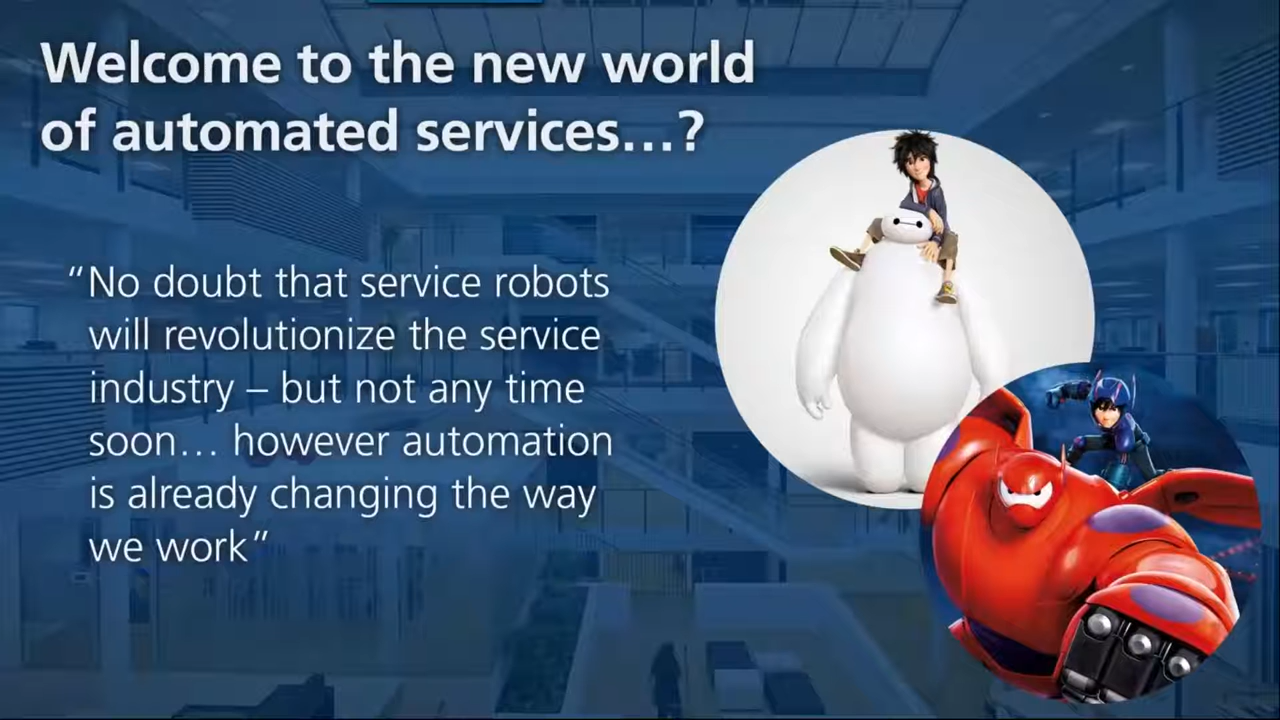 Welcome to the new world
of automated services…?
“No doubt that service robots
will revolutionize the service
industry – but not any time
soon… however automation
is already changing the way
we work”